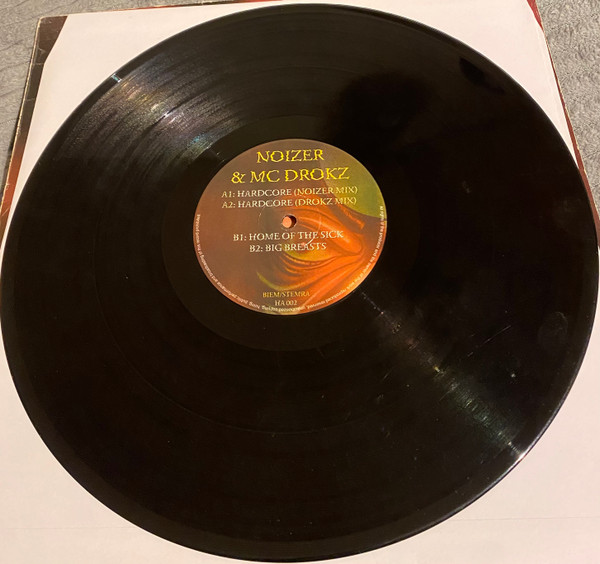 NOIZER
& MC DROKZ
A1: HARDCORE (NOIZER MIX)
A2: HARDCORE (DROKZ MIX)
B1: HOME OF THE SICK
B2: BIG BREASTS
BIEM/STEMRA
HA 002